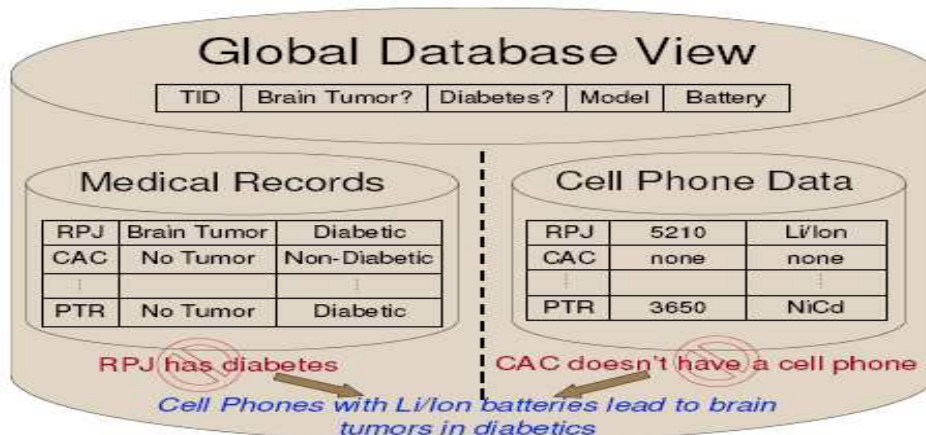 Global Database View
TID Brain Tumor? Diabetes? Model Battery
Medical Records
RPJ Brain Tumor Diabetic
CAC No Tumor Non-Diabetic
⋮ ⋮
PTR No Tumor Diabetic
Cell Phone Data
RPJ 5210 Li/Ion
CAC none none
⋮ ⋮
PTR 3650 NiCd
RPJ has diabetes
CAC doesn't have a cell phone
Cell Phones with Li/Ion batteries lead to brain
tumors in diabetics